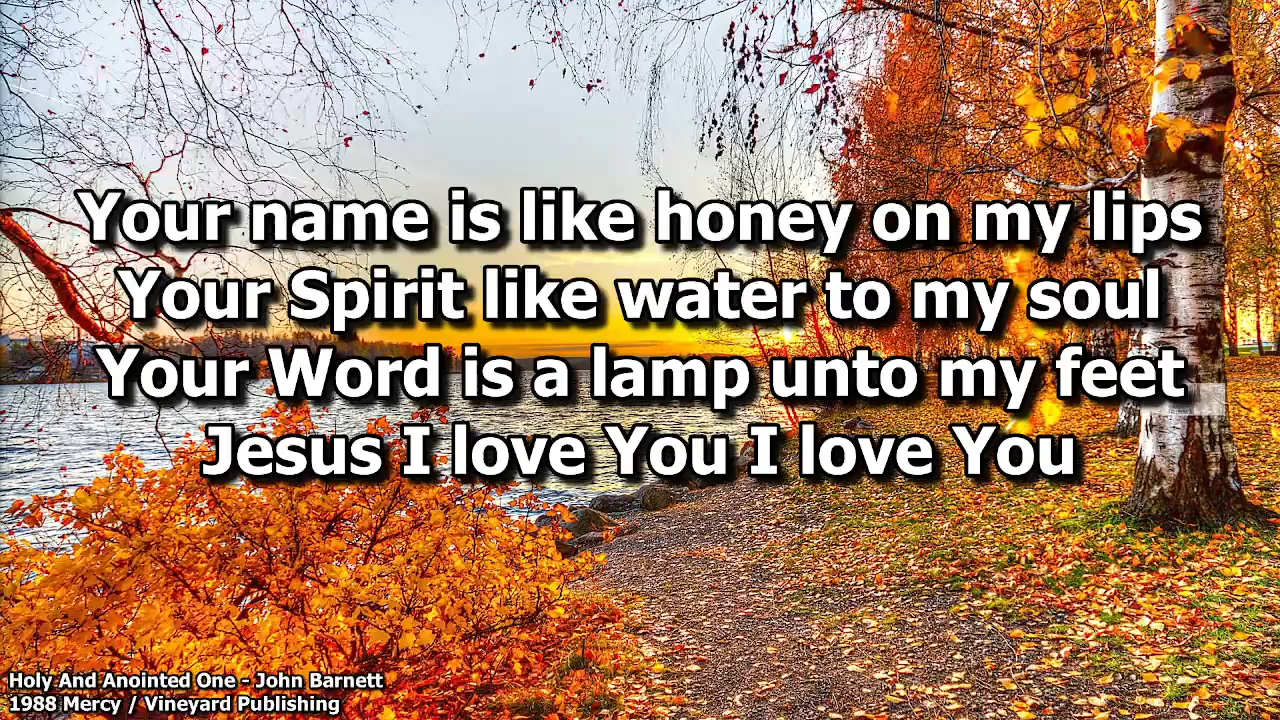 Your name is like honey on my lips
Your Spirit like water to my soul
Your Word is a lamp unto my feet
Jesus I love You I love You
Holy And Anointed One - John Barnett
1988 Mercy / Vineyard Publishing